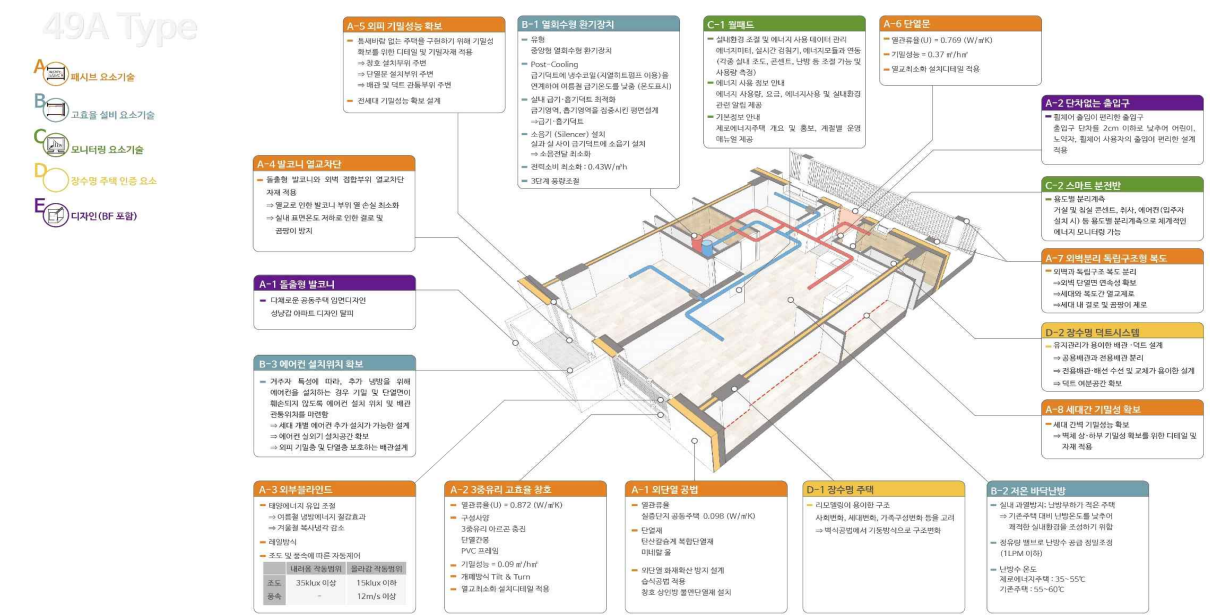 49A Type
A 패시브 요소기술
B 고효율 설비 요소기술
C 모니터링 요소기술
D 장수명 주택 인증 요소
E 디자인(BF 포함)
A-5 외피 기밀성능 확보
틈새바람 없는 주택을 구현하기 위해 기밀성
확보를 위한 디테일 및 기밀자재 적용
⇒ 창호 설치부위 주변
⇒ 단열문 설치부위 주변
⇒ 배관 및 덕트 관통부위 주변
전세대 기밀성능 확보 설계
B-1 열회수형 환기장치
유형
중앙형 열회수형 환기장치
Post-Cooling
급기덕트에 냉수코일(지열히트펌프 이용)을
연계하여 여름철 급기온도를 낮춤 (온도표시)
실내 급기·흡기덕트 최적화
급기영역, 흡기영역을 집중시킨 평면설계
⇒급기·흡기덕트
소음기 (Silencer) 설치
실과 실 사이 급기덕트에 소음기 설치
⇒ 소음전달 최소화
전력소비 최소화 : 0.43W/㎥h
3단계 풍량조절
C-1 월패드
실내환경 조절 및 에너지 사용 데이터 관리
에너지미터, 실시간 검침기, 에너지모듈과 연동
(각종 실내 조도, 콘센트, 난방 등 조절 가능 및
사용량 측정)
에너지 사용 정보 안내
에너지 사용량, 요금, 에너지사용 및 실내환경
관련 알림 제공
기본정보 안내
제로에너지주택 개요 및 홍보, 계절별 운영
매뉴얼 제공
A-6 단열문
열관류율(U) = 0.769 (W/㎡K)
기밀성능 = 0.37 ㎥/h㎡
열교최소화 설치디테일 적용
A-2 단차없는 출입구
휠체어 출입이 편리한 출입구
출입구 단차를 2cm 이하로 낮추어 어린이,
노약자, 휠체어 사용자의 출입이 편리한 설계
적용
A-4 발코니 열교차단
돌출형 발코니와 외벽 접합부위 열교차단
자재 적용
⇒ 열교로 인한 발코니 부위 열 손실 최소화
⇒ 실내 표면온도 저하로 인한 결로 및
곰팡이 방지
C-2 스마트 분전반
용도별 분리계측
거실 및 침실 콘센트, 취사, 에어컨(입주자
설치 시) 등 용도별 분리계측으로 체계적인
에너지 모니터링 가능
A-7 외벽분리 독립구조형 복도
외벽과 독립구조 복도 분리
⇒외벽 단열면 연속성 확보
⇒세대와 복도간 열교제로
⇒세대 내 결로 및 곰팡이 제로
A-1 돌출형 발코니
다채로운 공동주택 입면디자인
성냥갑 아파트 디자인 탈피
D-2 장수명 덕트시스템
유지관리가 용이한 배관·덕트 설계
⇒ 공용배관과 전용배관 분리
⇒ 전용배관·배선 수선 및 교체가 용이한 설계
⇒ 덕트 여분공간 확보
B-3 에어컨 설치위치 확보
거주자 특성에 따라, 추가 냉방을 위해
에어컨을 설치하는 경우 기밀 및 단열면이
훼손되지 않도록 에어컨 설치 위치 및 배관
관통위치를 마련함
⇒ 세대 개별 에어컨 추가 설치가 가능한 설계
⇒ 에어컨 실외기 설치공간 확보
⇒ 외피 기밀층 및 단열층 보호하는 배관설계
A-8 세대간 기밀성 확보
세대 간벽 기밀성능 확보
⇒ 벽체 상·하부 기밀성 확보를 위한 디테일 및
자재 적용
A-3 외부블라인드
태양에너지 유입 조절
⇒ 여름철 냉방에너지 절감효과
⇒ 겨울철 복사냉각 감소
레일방식
조도 및 풍속에 따른 자동제어
내려옴 작동범위 올라감 작동범위
조도 35klux 이상 15klux 이하
풍속 - 12m/s 이상
A-2 3중유리 고효율 창호
열관류율(U) = 0.872 (W/㎡K)
구성사양
3중유리 아르곤 충진
단열간봉
PVC 프레임
기밀성능 = 0.09 ㎥/h㎡
개폐방식 Tilt & Turn
열교최소화 설치디테일 적용
A-1 외단열 공법
열관류율
실증단지 공동주택 0.098 (W/㎡K)
단열재
탄산칼슘계 복합단열재
미네랄 울
외단열 화재확산 방지 설계
습식공법 적용
창호 상인방 불연단열재 설치
D-1 장수명 주택
리모델링이 용이한 구조
사회변화, 세대변화, 가족구성변화 등을 고려
⇒ 벽식공법에서 기둥방식으로 구조변화
B-2 저온 바닥난방
실내 과열방지: 난방부하가 적은 주택
⇒ 기존주택 대비 난방온도를 낮추어
쾌적한 실내환경을 조성하기 위함
정유량 밸브로 난방수 공급 정밀조정
(1LPM 이하)
난방수 온도
제로에너지주택 : 35~55℃
기존주택 : 55~60℃